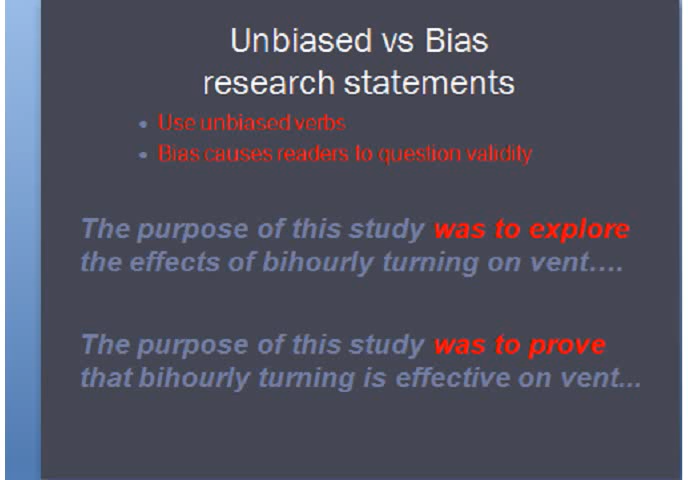 Unbiased vs Bias
research statements
• Use unbiased verbs
• Bias causes readers to question validity
The purpose of this study was to explore
the effects of bihourly turning on vent....
The purpose of this study was to prove
that bihourly turning is effective on vent...